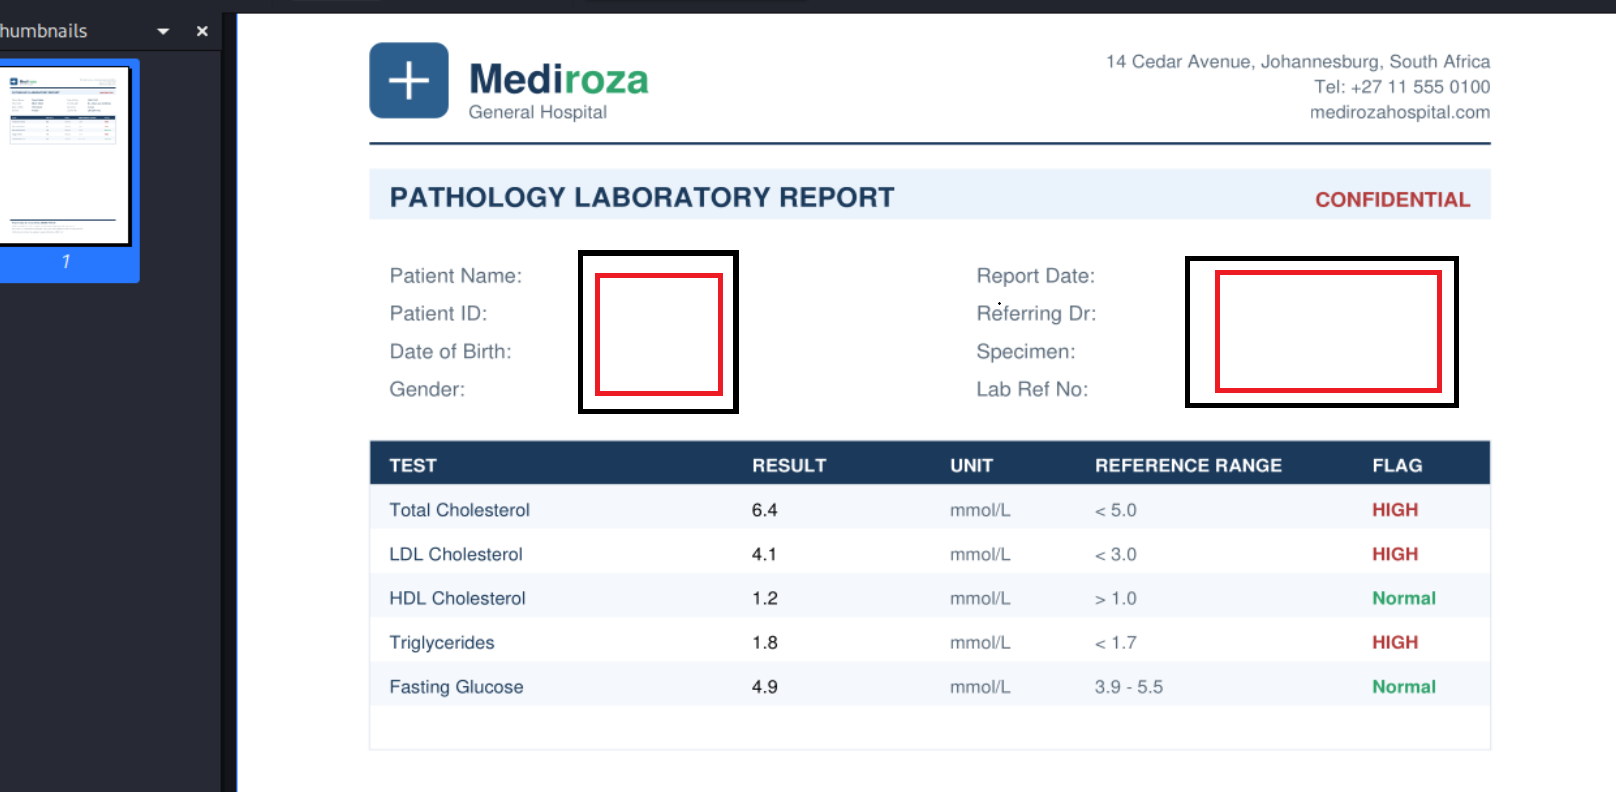 humbnails
1
Mediroza
General Hospital
14 Cedar Avenue, Johannesburg, South Africa
Tel: +27 11 555 0100
medirozahospital.com
PATHOLOGY LABORATORY REPORT
CONFIDENTIAL
Patient Name:
Patient ID:
Date of Birth:
Gender:
Report Date:
Referring Dr:
Specimen:
Lab Ref No:
TEST RESULT UNIT REFERENCE RANGE FLAG
Total Cholesterol 6.4 mmol/L < 5.0 HIGH
LDL Cholesterol 4.1 mmol/L < 3.0 HIGH
HDL Cholesterol 1.2 mmol/L > 1.0 Normal
Triglycerides 1.8 mmol/L < 1.7 HIGH
Fasting Glucose 4.9 mmol/L 3.9 - 5.5 Normal